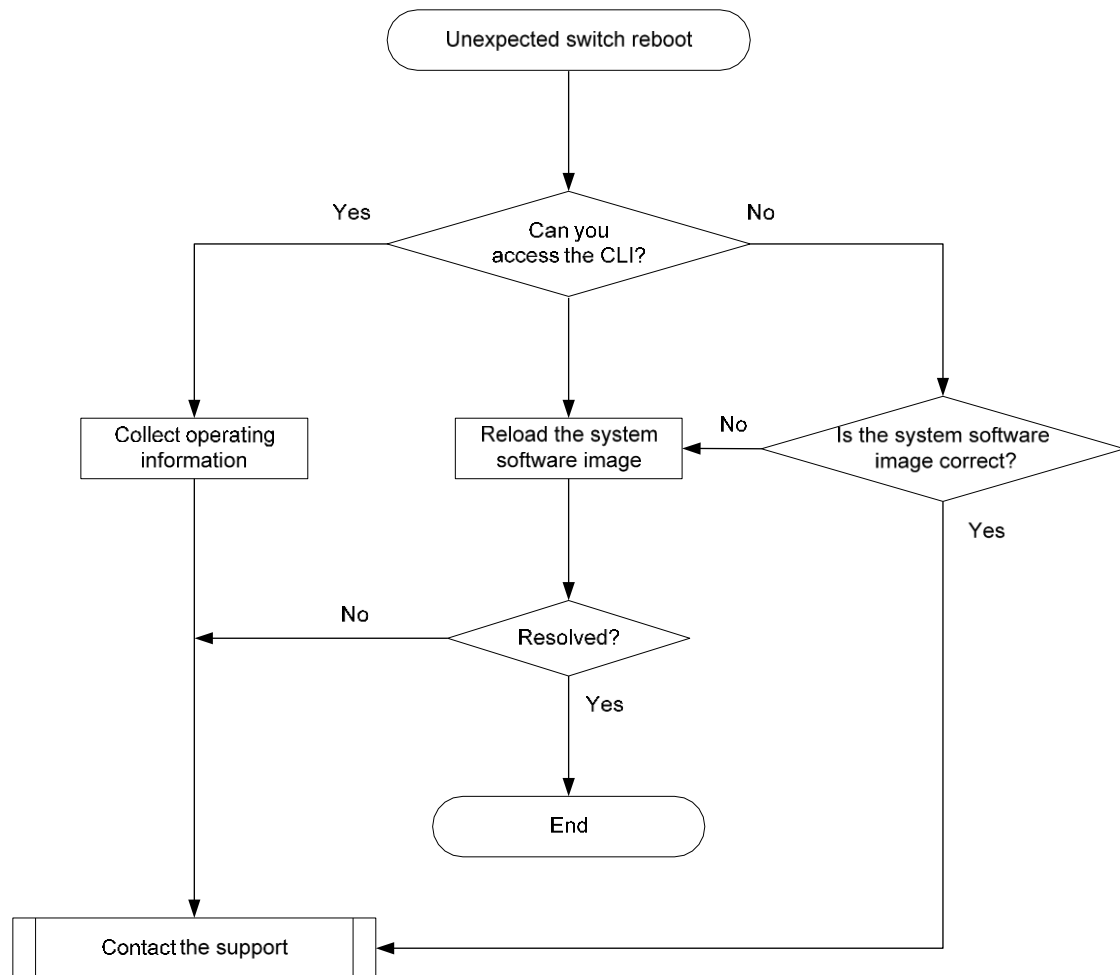 Unexpected switch reboot
Yes
No
Can you
access the CLI?
Collect operating
information
Reload the system
software image
No
Is the system software
image correct?
Yes
No
Resolved?
Yes
End
Contact the support